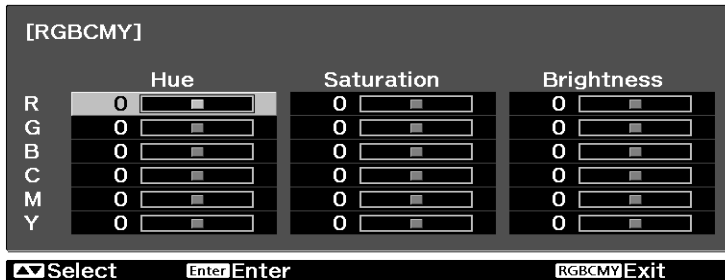 [RGBCMY]
Hue Saturation Brightness
R 0 0 0
G 0 0 0
B 0 0 0
C 0 0 0
M 0 0 0
Y 0 0 0
Select Enter Enter RGBCMY Exit